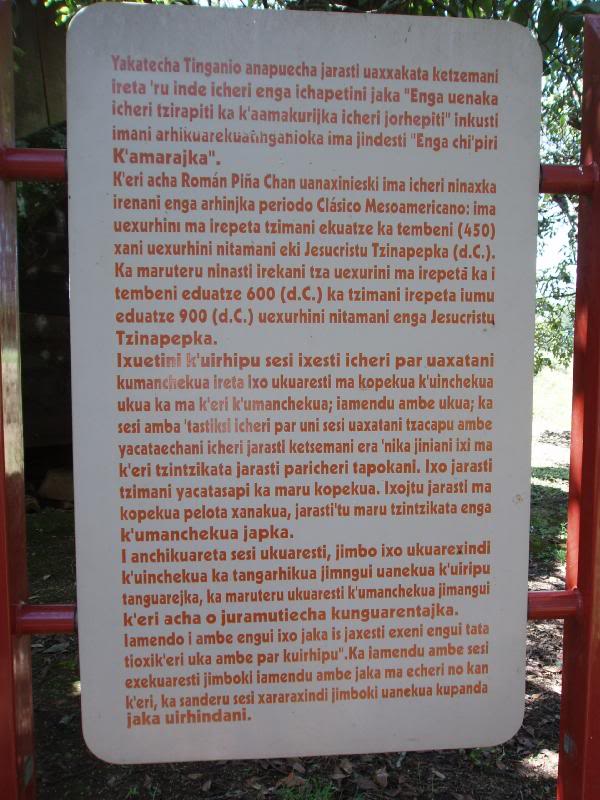 Yakatecha Tinganio anapuecha jarasti uaxxakata ketzemani
ireta 'ru inde icheri enga ichapetini jaka "Enga uenaka
icheri tzirapiti ka k'aamakurijka icheri jorhepiti" inkusti
imani arhikuarekuatinganioka ima jindesti "Enga chi'piri
K'amarajka".
K'eri acha Román Piña Chan uanaxinieski ima icheri ninaxka
irenani enga arhinjka periodo Clásico Mesoamericano: ima
uexurhini ma irepeta tzimani ekuatze ka tembeni (450)
xani uexurhini nitamani eki Jesucristu Tzinapepka (d.C.).
Ka maruteru ninasti irekani tza uexurini ma irepetā ka i
tembeni eduatze 600 (d.C.) ka tzimani irepeta iumu
eduatze 900 (d.C.) uexurhini nitamani enga Jesucristu
Tzinapepka.
Ixuetini k'uirhipu sesi ixesti icheri par uaxatani
kumanchekua ireta Ixo ukuaresti ma kopekua k'uinchekua
ukua ka ma k'eri k'umanchekua; iamendu ambe ukua; ka
sesi amba 'tastiksi icheri par uni sesi uaxatani tzacapu ambe
yacataechani icheri jarasti ketsemani era 'nika jiniani ixi ma
k'eri tzintzikata jarasti paricheri tapokani. Ixo jarasti
tzimani yacatasapi ka maru kopekua. Ixojtu jarasti ma
kopekua pelota xanakua, jarasti'tu maru tzintzikata enga
k'umanchekua japka.
I anchikuareta sesi ukuaresti, jimbo ixo ukuarexindi
k'uinchekua ka tangarhikua jimngui uanekua k'uiripu
tanguarejka, ka maruteru ukuaresti k'umanchekua jimangui
k'eri acha o juramutiecha kunguarentajka.
Iamendo i ambe engui ixo jaka is jaxesti exeni engui tata
tioxik'eri uka ambe par kuirhipu".Ka iamendu ambe sesi
exekuaresti jimboki iamendu ambe jaka ma echeri no kan
k'eri, ka sanderu sesi xararaxindi jimboki uanekua kupanda
jaka uirhindani.